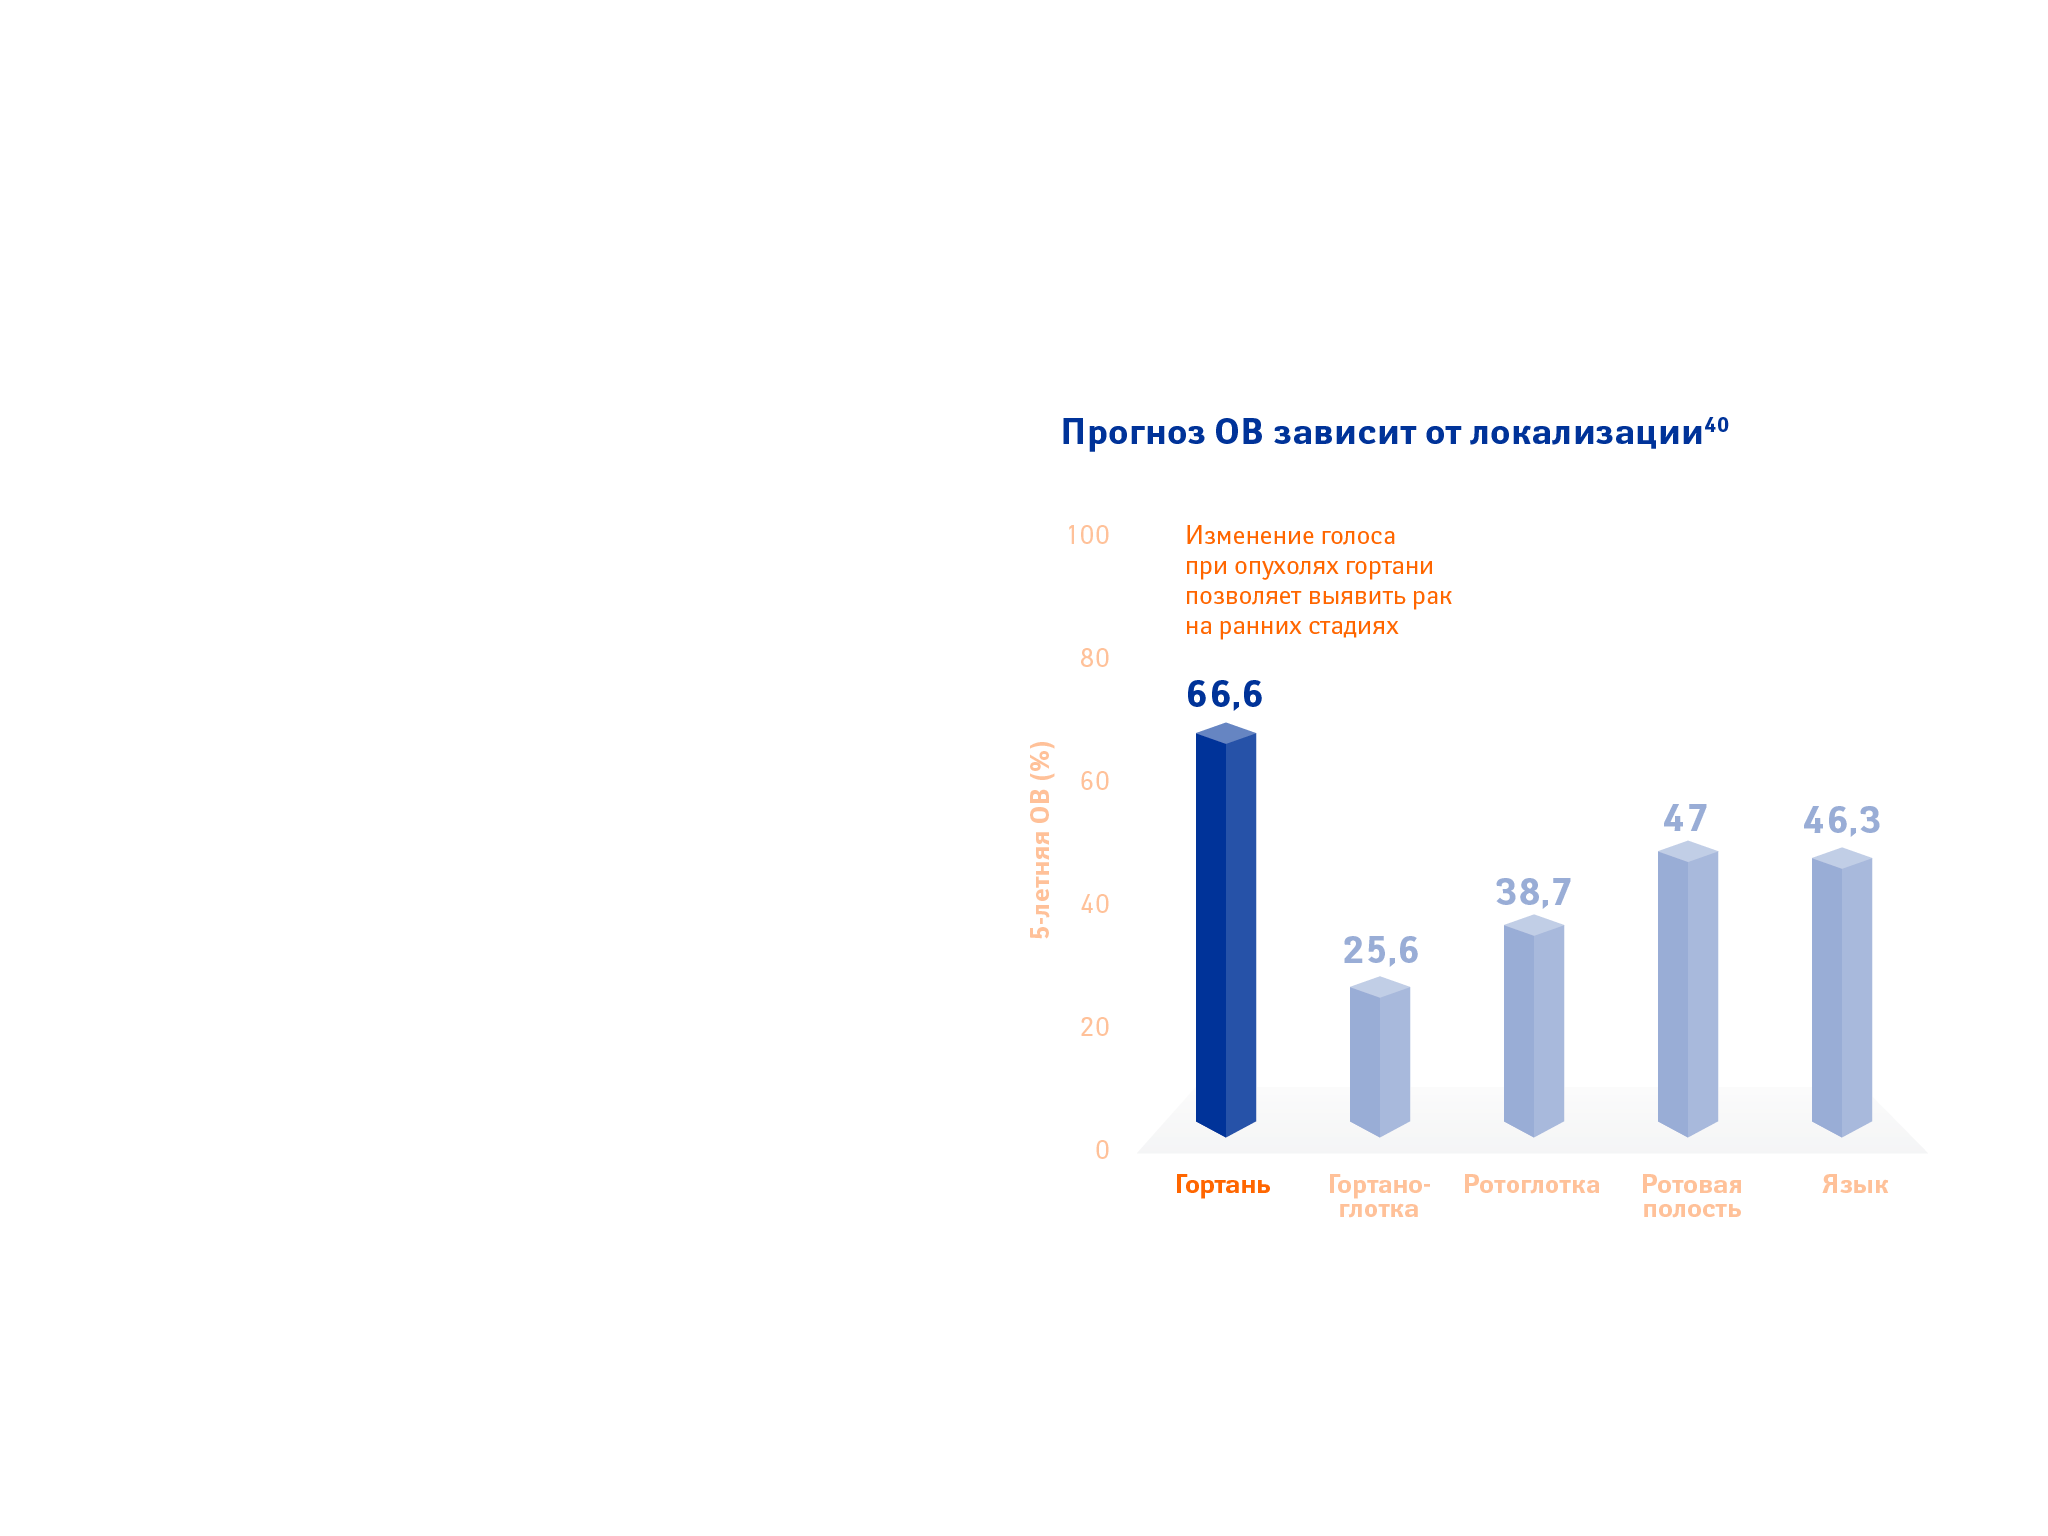 Прогноз ОВ зависит от локализации⁴⁰
100
Изменение голоса
при опухолях гортани
позволяет выявить рак
на ранних стадиях
80
66,6
5-летняя ОВ (%)
60
47
46,3
40
38,7
25,6
20
0
Гортань
Гортано-
глотка
Ротоглотка
Ротовая
полость
Язык